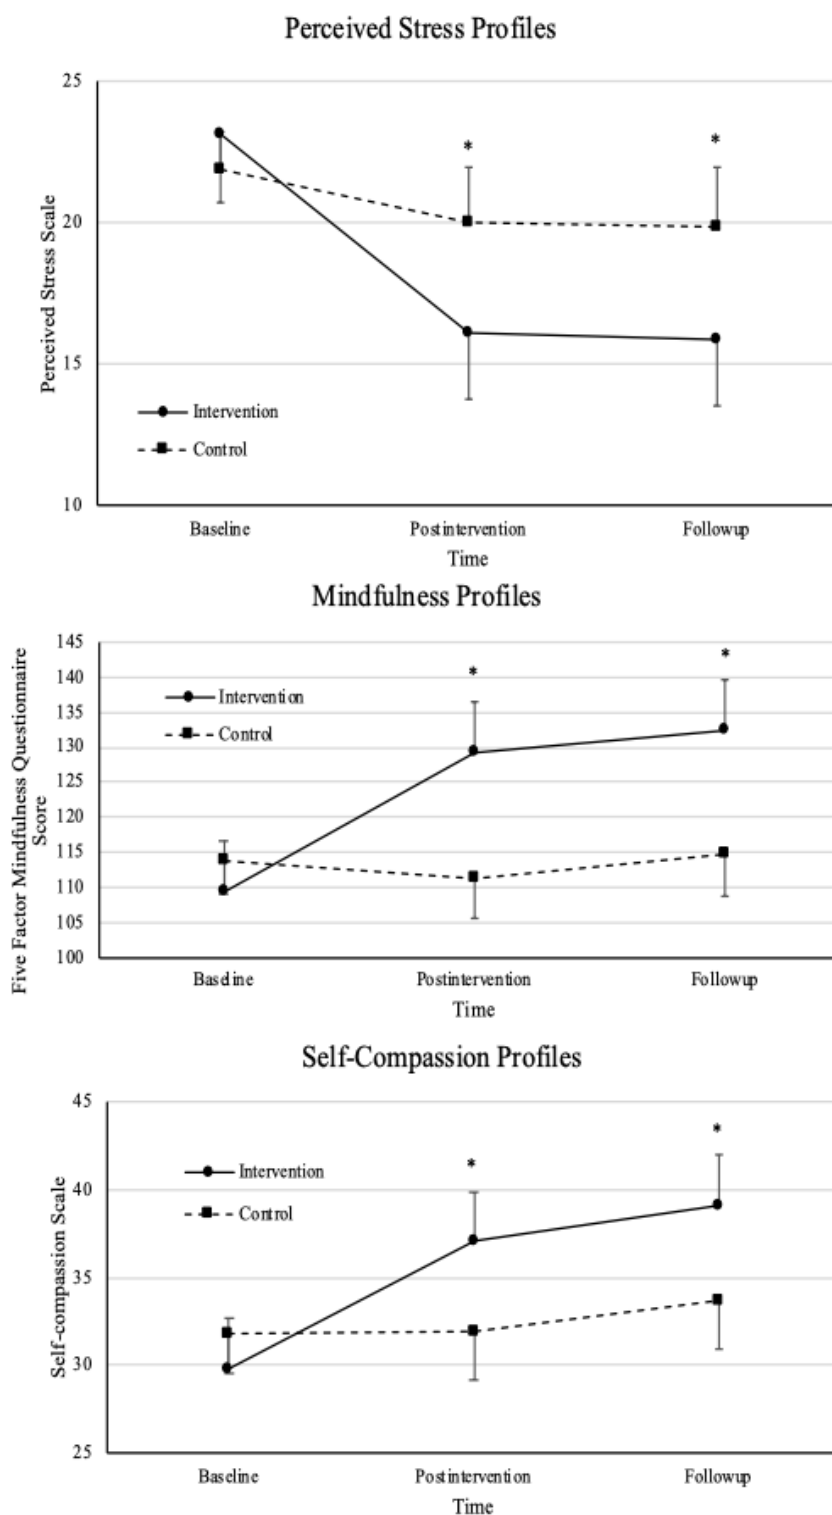 Perceived Stress Profiles
25
*
*
20
Perceived Stress Scale
15
Intervention
Control
10
Baseline Postintervention Followup
Time
Mindfulness Profiles
145
*
140
*
Intervention
135
Control
130
125
120
115
110
105
100
Five Factor Mindfulness Questionnaire
Score
Baseline Postintervention Followup
Time
Self-Compassion Profiles
45
*
*
Intervention
40
Control
Self-compassion Scale
35
30
25
Baseline Postintervention Followup
Time